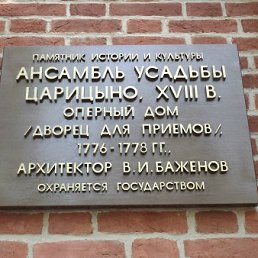 ПАМЯТНИК ИСТОРИИ И КУЛЬТУРЫ
АНСАМБЛЬ УСАДЬБЫ
ЦАРИЦЫНО, XVIII В.
ОПЕРНЫЙ ДОМ
/ДВОРЕЦ ДЛЯ ПРИЕМОВ/,
1776-1778 ГГ.,
АРХИТЕКТОР В.И.БАЖЕНОВ
ОХРАНЯЕТСЯ ГОСУДАРСТВОМ